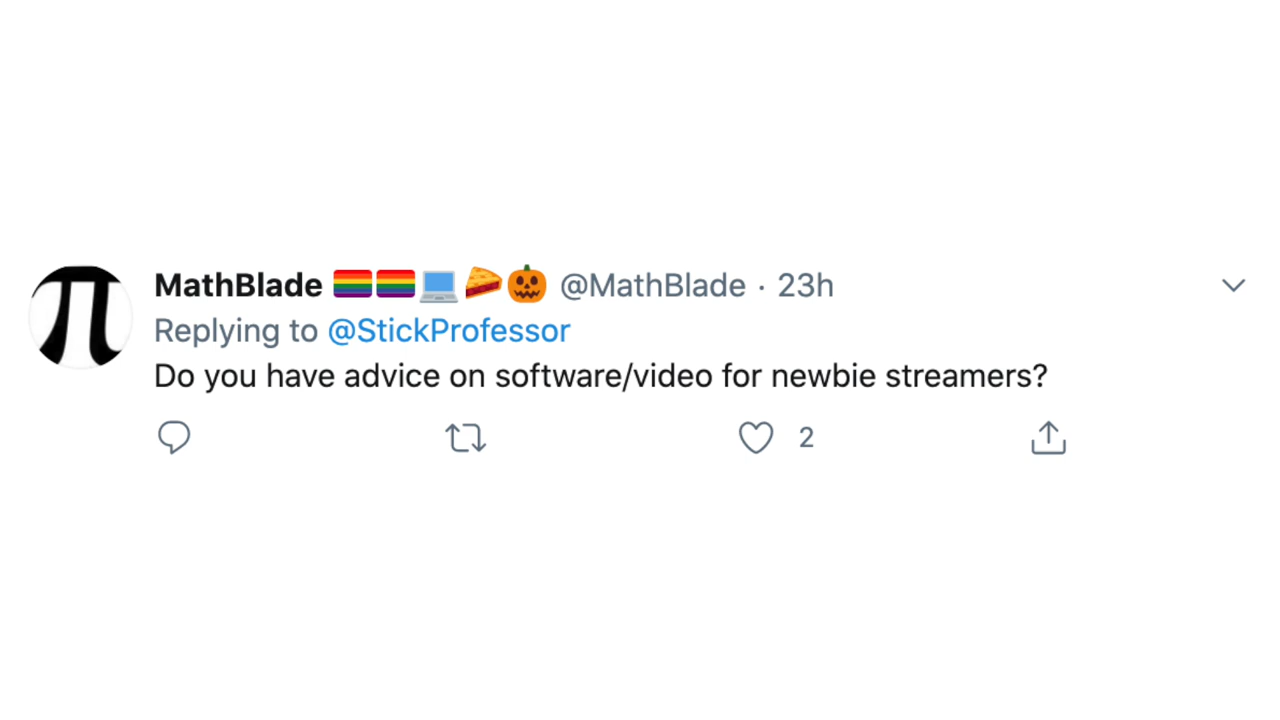 MathBlade 🏳️‍🌈🏳️‍🌈💻🥧🎃 @MathBlade · 23h
Replying to @StickProfessor
Do you have advice on software/video for newbie streamers?
2